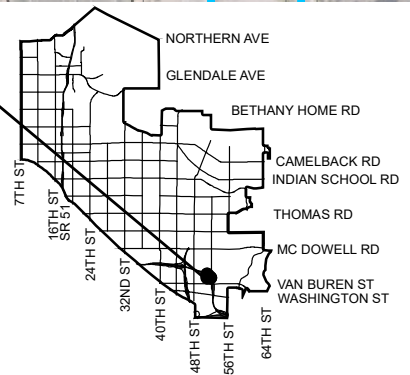 NORTHERN AVE
GLENDALE AVE
BETHANY HOME RD
CAMELBACK RD
INDIAN SCHOOL RD
THOMAS RD
MC DOWELL RD
VAN BUREN ST
WASHINGTON ST
7TH ST
16TH ST
SR 51
24TH ST
32ND ST
40TH ST
48TH ST
56TH ST
64TH ST